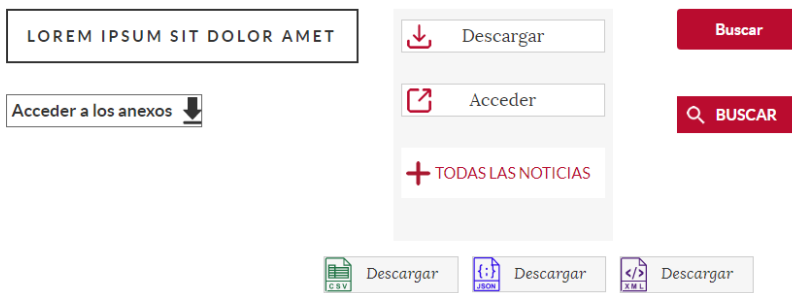 LOREM IPSUM SIT DOLOR AMET
Descargar
Buscar
Acceder a los anexos
Acceder
BUSCAR
TODAS LAS NOTICIAS
CSV
Descargar
{;}
JSON
Descargar
</>
XML
Descargar